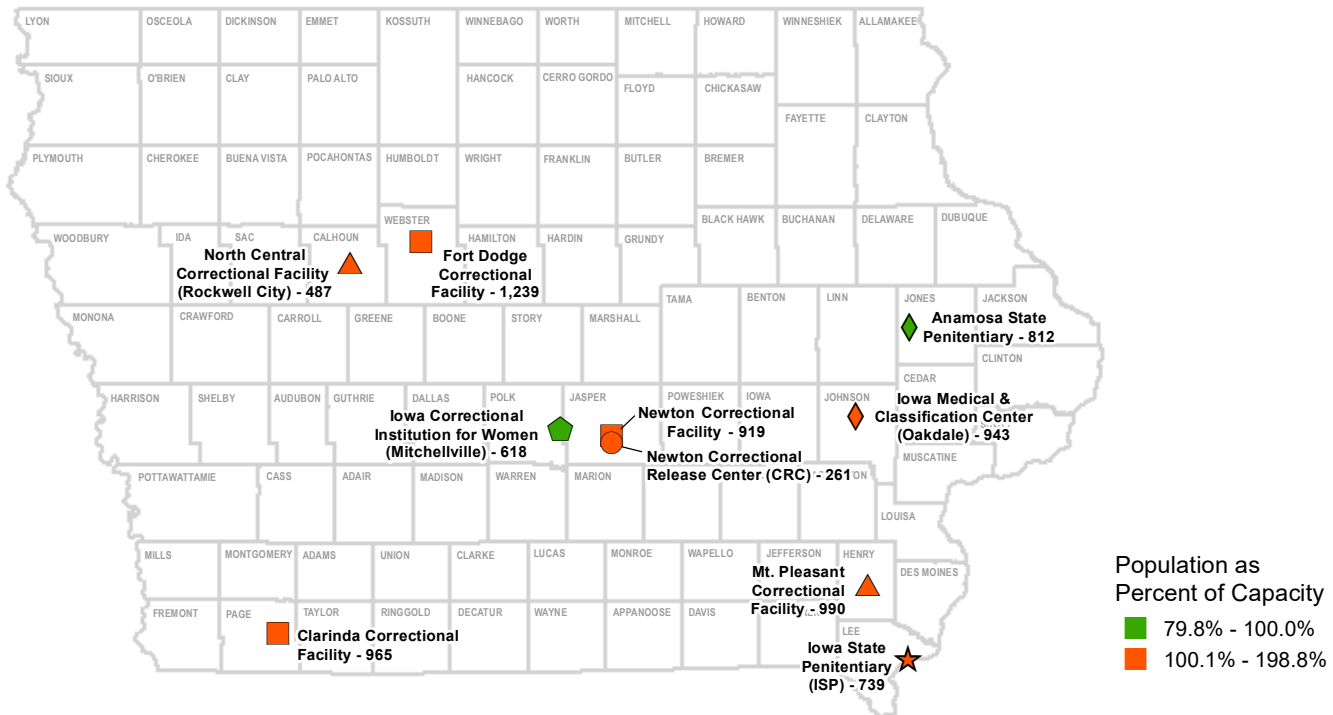 LYON
OSCEOLA
DICKINSON
EMMET
KOSSUTH
WINNEBAGO
WORTH
MITCHELL
HOWARD
WINNESHIEK
ALLAMAKEE
SIOUX
O'BRIEN
CLAY
PALO ALTO
HANCOCK
CERRO GORDO
FLOYD
CHICKASAW
FAYETTE
CLAYTON
PLYMOUTH
CHEROKEE
BUENA VISTA
POCAHONTAS
HUMBOLDT
WRIGHT
FRANKLIN
BUTLER
BREMER
WEBSTER
BLACK HAWK
BUCHANAN
DELAWARE
DUBUQUE
WOODBURY
IDA
SAC
CALHOUN
HAMILTON
HARDIN
GRUNDY
North Central
Correctional Facility
(Rockwell City) - 487
Fort Dodge
Correctional
Facility - 1,239
TAMA
BENTON
LINN
JONES
JACKSON
Anamosa State
Penitentiary - 812
MONONA
CRAWFORD
CARROLL
GREENE
BOONE
STORY
MARSHALL
CLINTON
CEDAR
HARRISON
SHELBY
AUDUBON
GUTHRIE
DALLAS
POLK
JASPER
POWESHIEK
IOWA
JOHNSON
Iowa Correctional
Institution for Women
(Mitchellville) - 618
Newton Correctional
Facility - 919
Newton Correctional
Release Center (CRC) - 261
Iowa Medical &
Classification Center
(Oakdale) - 943
MUSCATINE
POTTAWATTAMIE
CASS
ADAIR
MADISON
WARREN
MARION
LOUISA
MILLS
MONTGOMERY
ADAMS
UNION
CLARKE
LUCAS
MONROE
WAPELLO
JEFFERSON
HENRY
DES MOINES
Mt. Pleasant
Correctional
Facility - 990
FREMONT
PAGE
TAYLOR
RINGGOLD
DECATUR
WAYNE
APPANOOSE
DAVIS
LEE
Clarinda Correctional
Facility - 965
Iowa State
Penitentiary
(ISP) - 739
Population as
Percent of Capacity
79.8% - 100.0%
100.1% - 198.8%